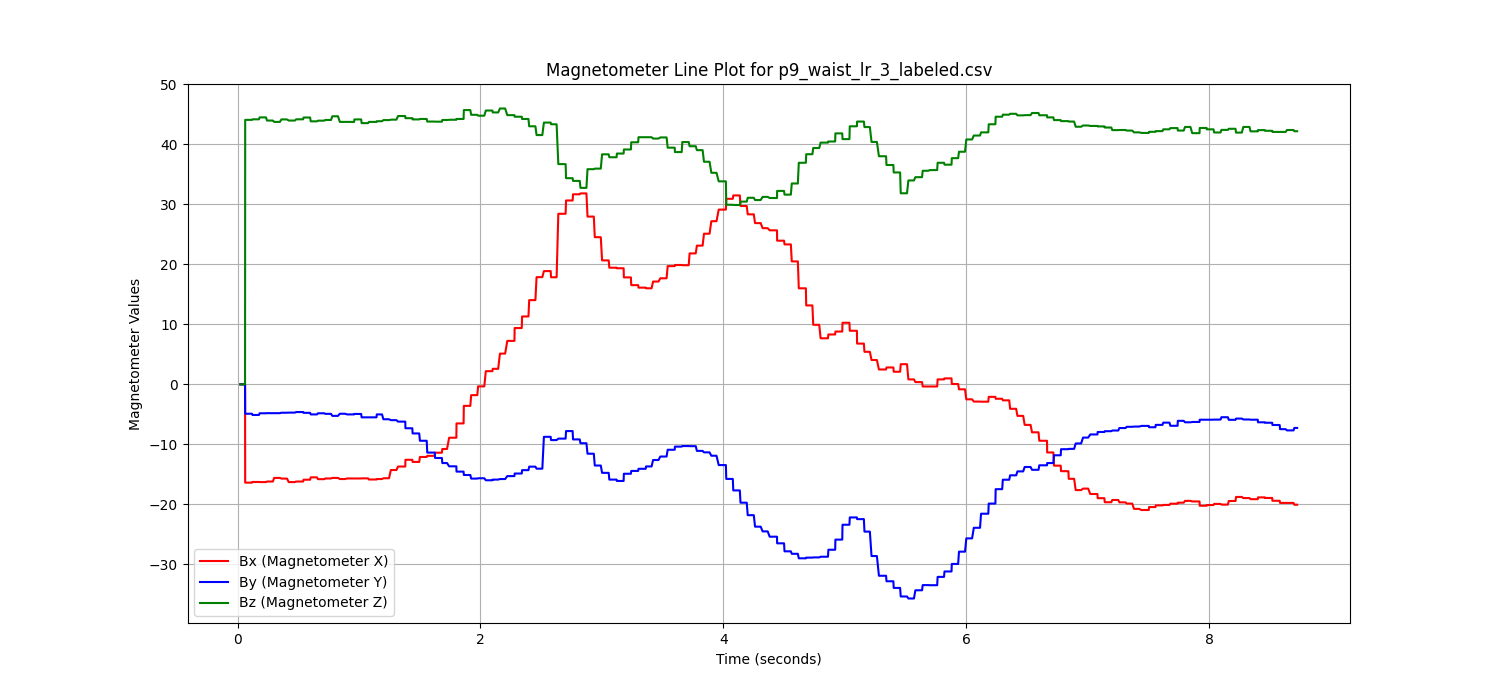 Magnetometer Line Plot for p9_waist_lr_3_labeled.csv
Magnetometer Values
50
40
30
20
10
0
−10
−20
−30
Bx (Magnetometer X)
By (Magnetometer Y)
Bz (Magnetometer Z)
0 2 4 6 8
Time (seconds)